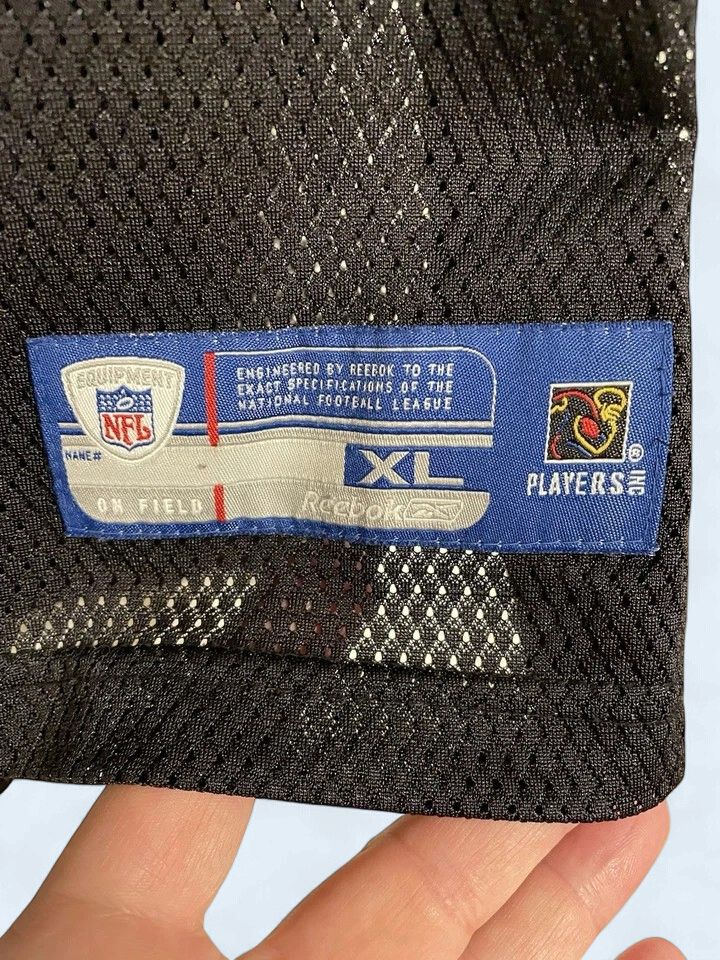 EQUIPMENT
NFL
ENGINEERED BY REEBOK TO THE
EXACT SPECIFICATIONS OF THE
NATIONAL FOOTBALL LEAGUE
NAME#
XL
ON FIELD
Reebok
PLAYERS INC
®